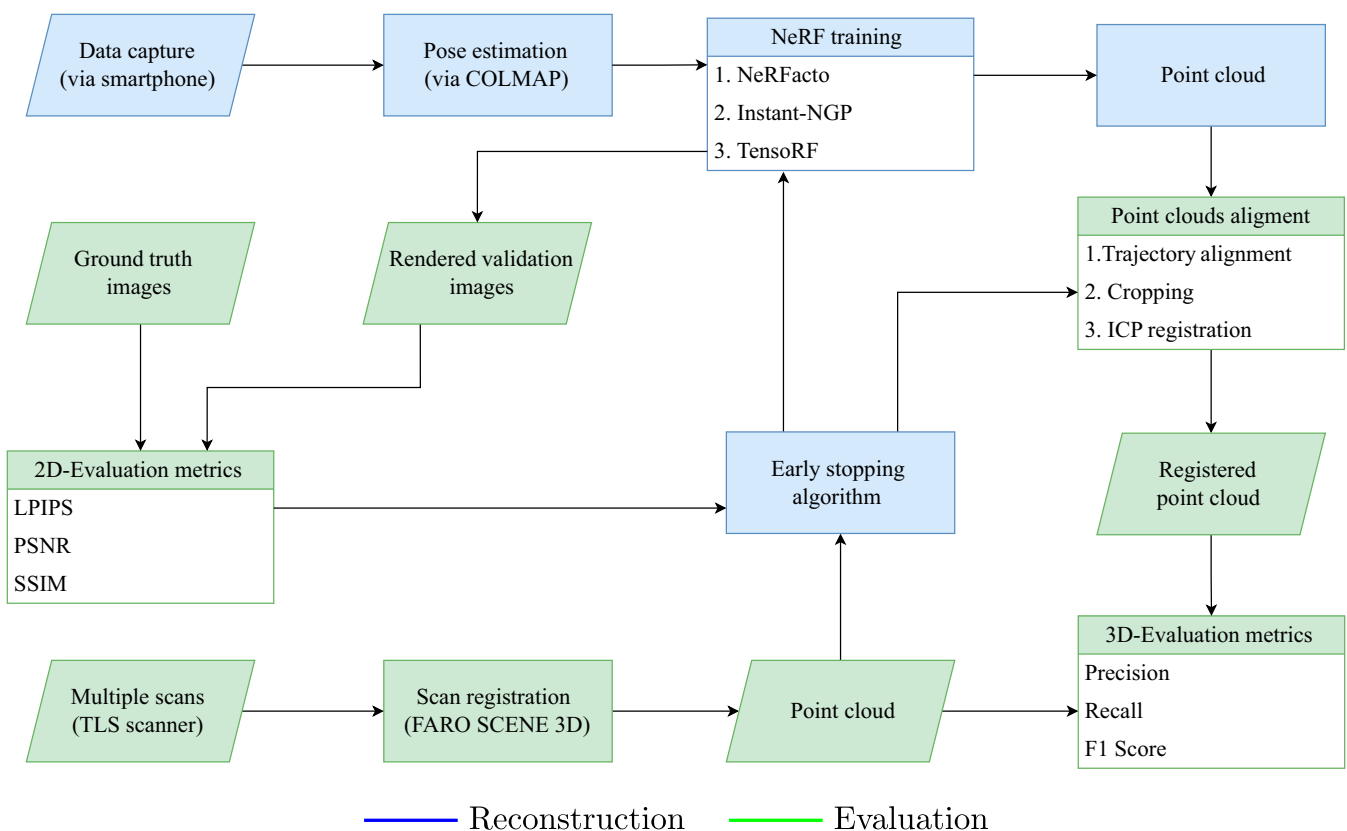 Data capture
(via smartphone)
Pose estimation
(via COLMAP)
NeRF training
1. NeRFacto
2. Instant-NGP
3. TensoRF
Point cloud
Ground truth
images
Rendered validation
images
Point clouds aligment
1.Trajectory alignment
2. Cropping
3. ICP registration
2D-Evaluation metrics
LPIPS
PSNR
SSIM
Early stopping
algorithm
Registered
point cloud
Multiple scans
(TLS scanner)
Scan registration
(FARO SCENE 3D)
Point cloud
3D-Evaluation metrics
Precision
Recall
F1 Score
Reconstruction
Evaluation